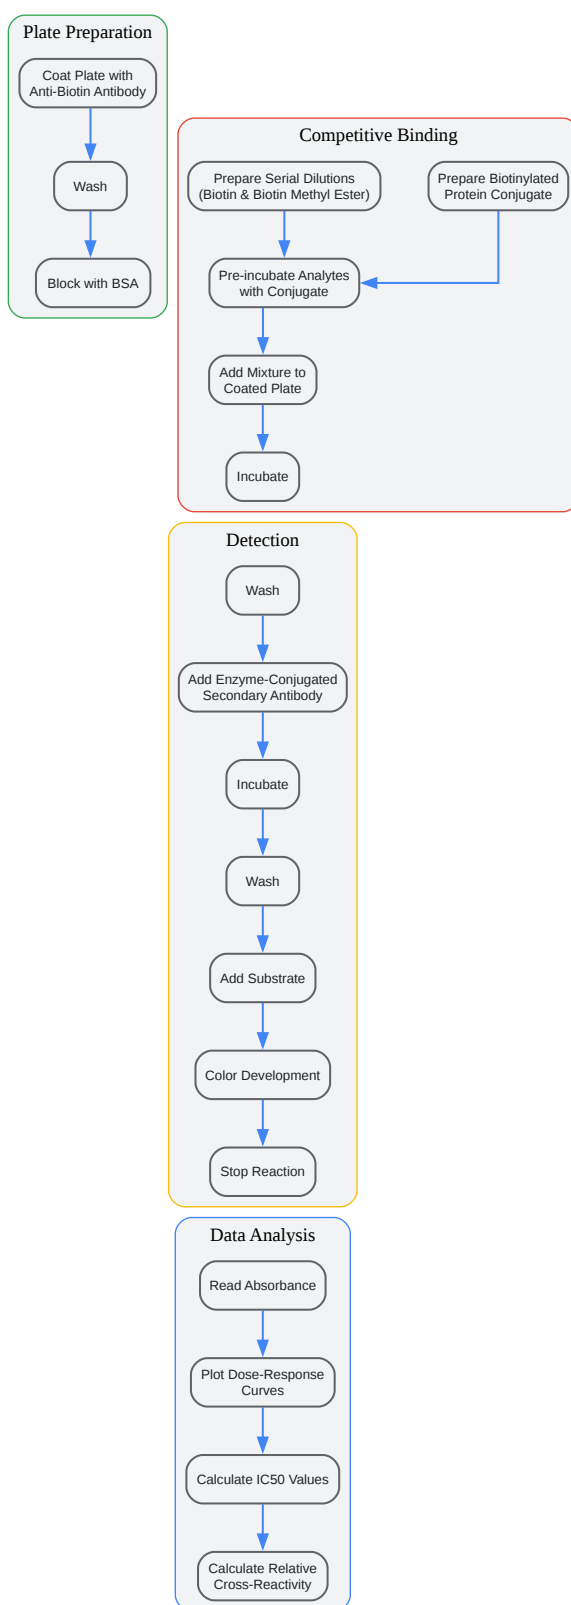 Plate Preparation
Coat Plate with
Anti-Biotin Antibody
Wash
Block with BSA
Competitive Binding
Prepare Serial Dilutions
(Biotin & Biotin Methyl Ester)
Prepare Biotinylated
Protein Conjugate
Pre-incubate Analytes
with Conjugate
Add Mixture to
Coated Plate
Incubate
Detection
Wash
Add Enzyme-Conjugated
Secondary Antibody
Incubate
Wash
Add Substrate
Color Development
Stop Reaction
Data Analysis
Read Absorbance
Plot Dose-Response
Curves
Calculate IC50 Values
Calculate Relative
Cross-Reactivity